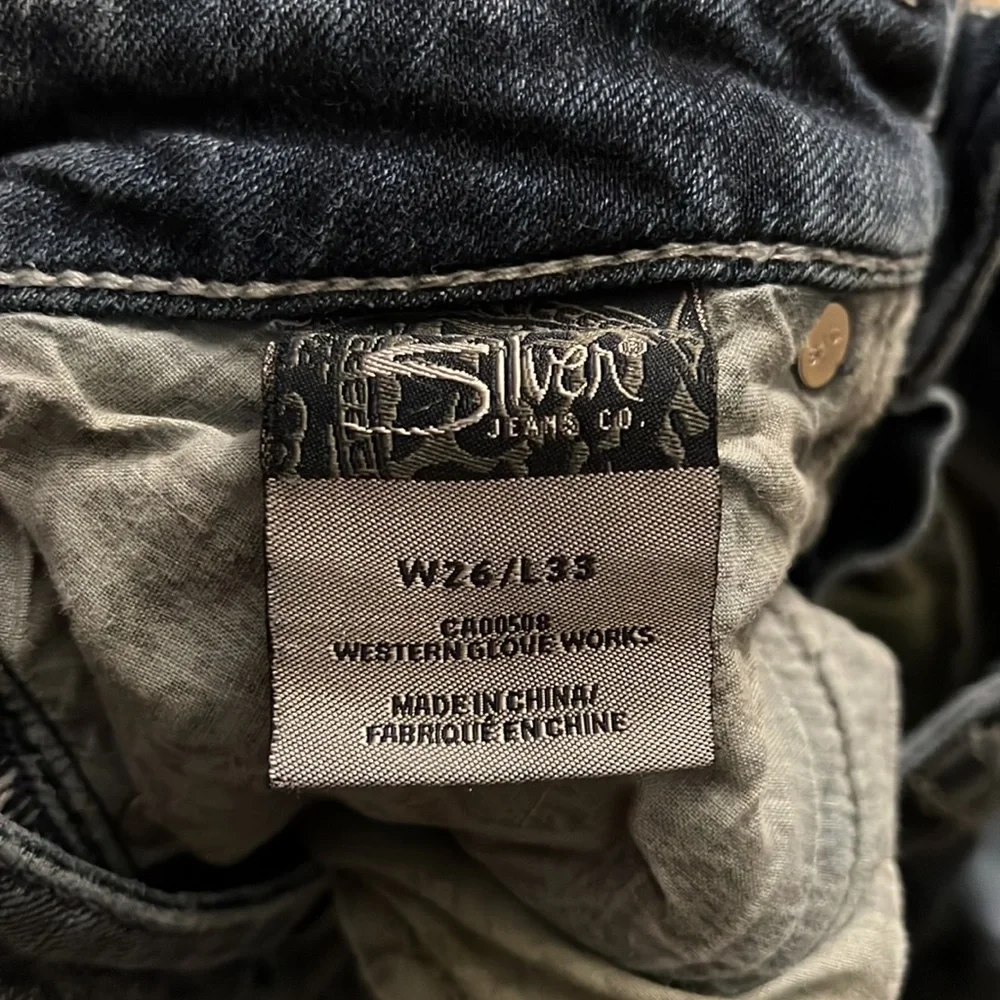 Silver®
JEANS CO.
W26/L33
CA00508
WESTERN GLOVE WORKS
MADE IN CHINA/
FABRIQUÉ EN CHINE